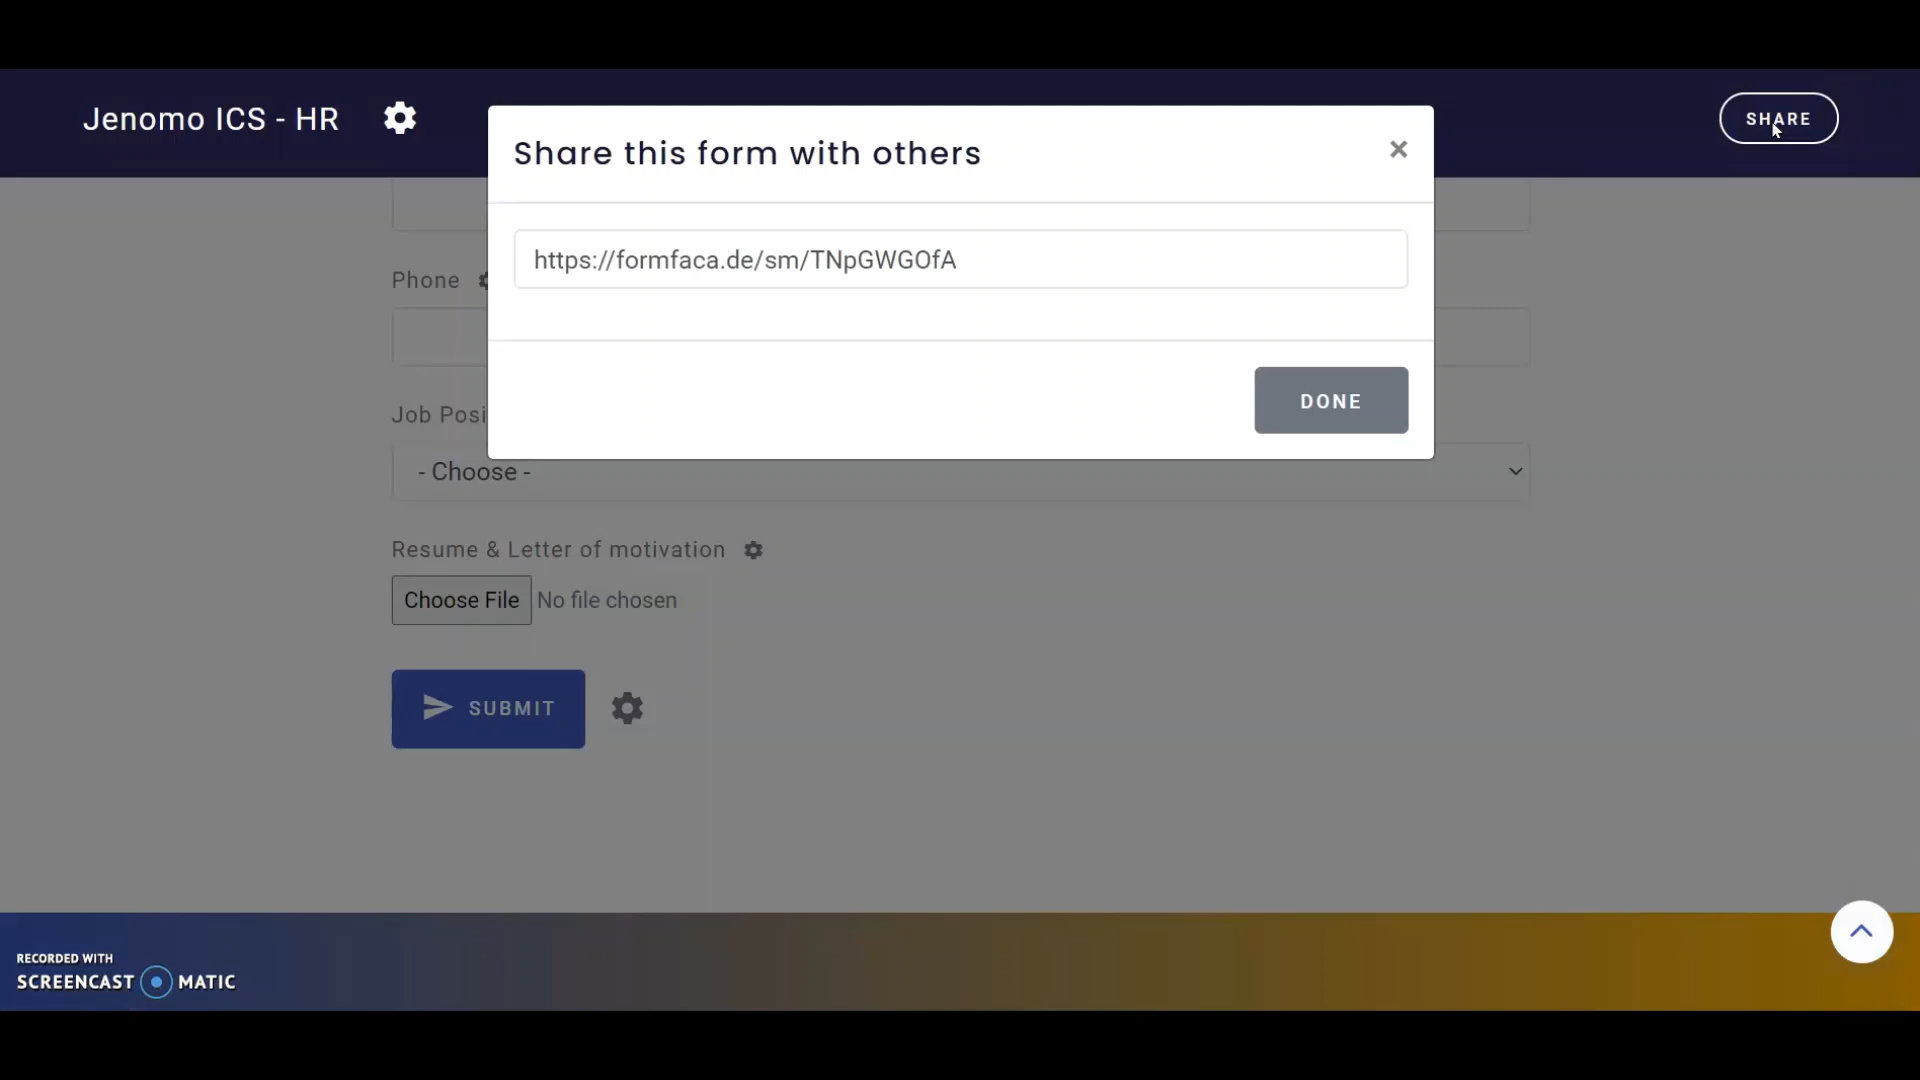 Jenomo ICS - HR
SHARE
Share this form with others
×
https://formfaca.de/sm/TNpGWGOfA
DONE
Phone
Job Posi
- Choose -
Resume & Letter of motivation
Choose File No file chosen
SUBMIT
RECORDED WITH
SCREENCAST MATIC